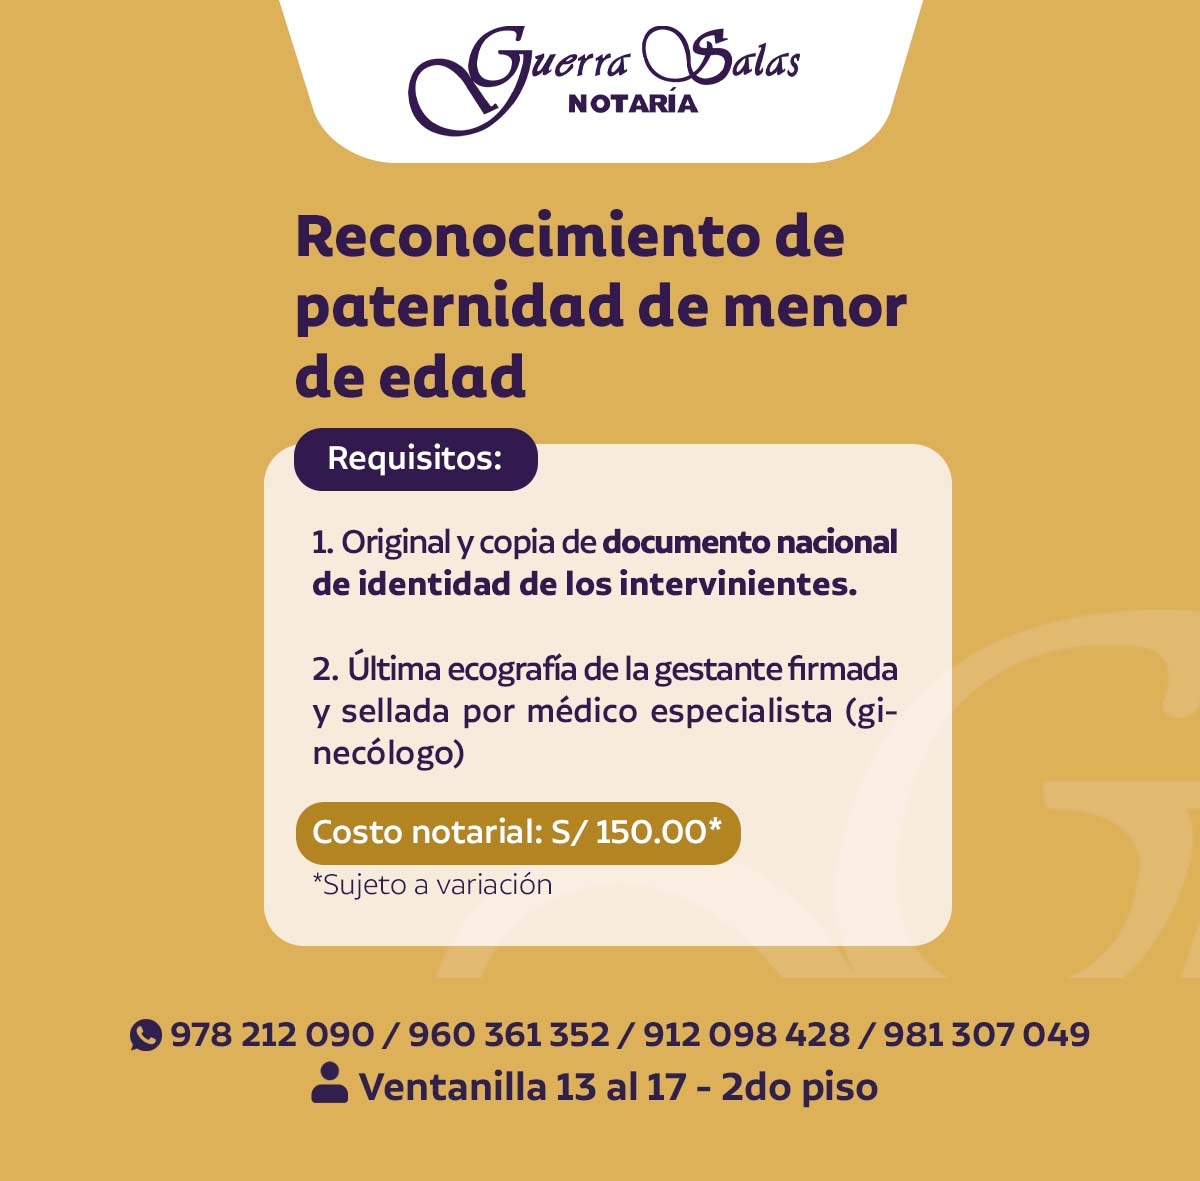 Guerra Salas
NOTARÍA
Reconocimiento de
paternidad de menor
de edad
Requisitos:
1. Original y copia de documento nacional
de identidad de los intervinientes.
2. Última ecografía de la gestante firmada
y sellada por médico especialista (gi-
necólogo)
Costo notarial: S/ 150.00*
*Sujeto a variación
978 212 090 / 960 361 352 / 912 098 428 / 981 307 049
Ventanilla 13 al 17 - 2do piso